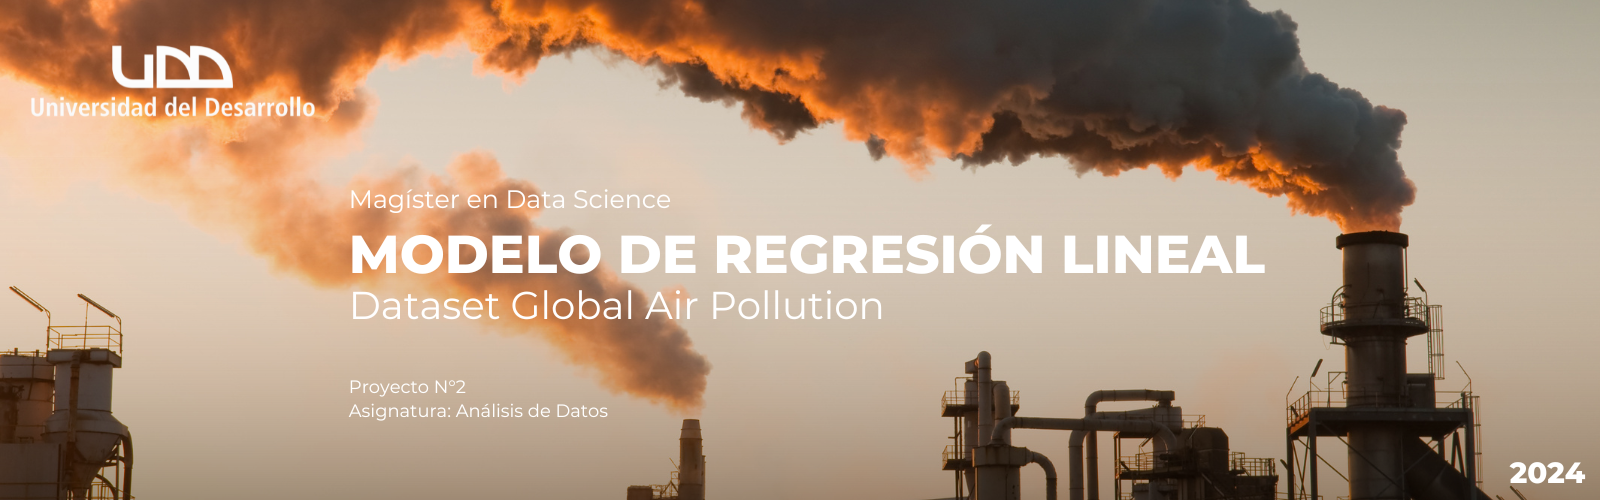 UDD
Universidad del Desarrollo
Magíster en Data Science
MODELO DE REGRESIÓN LINEAL
Dataset Global Air Pollution
Proyecto N°2
Asignatura: Análisis de Datos
2024